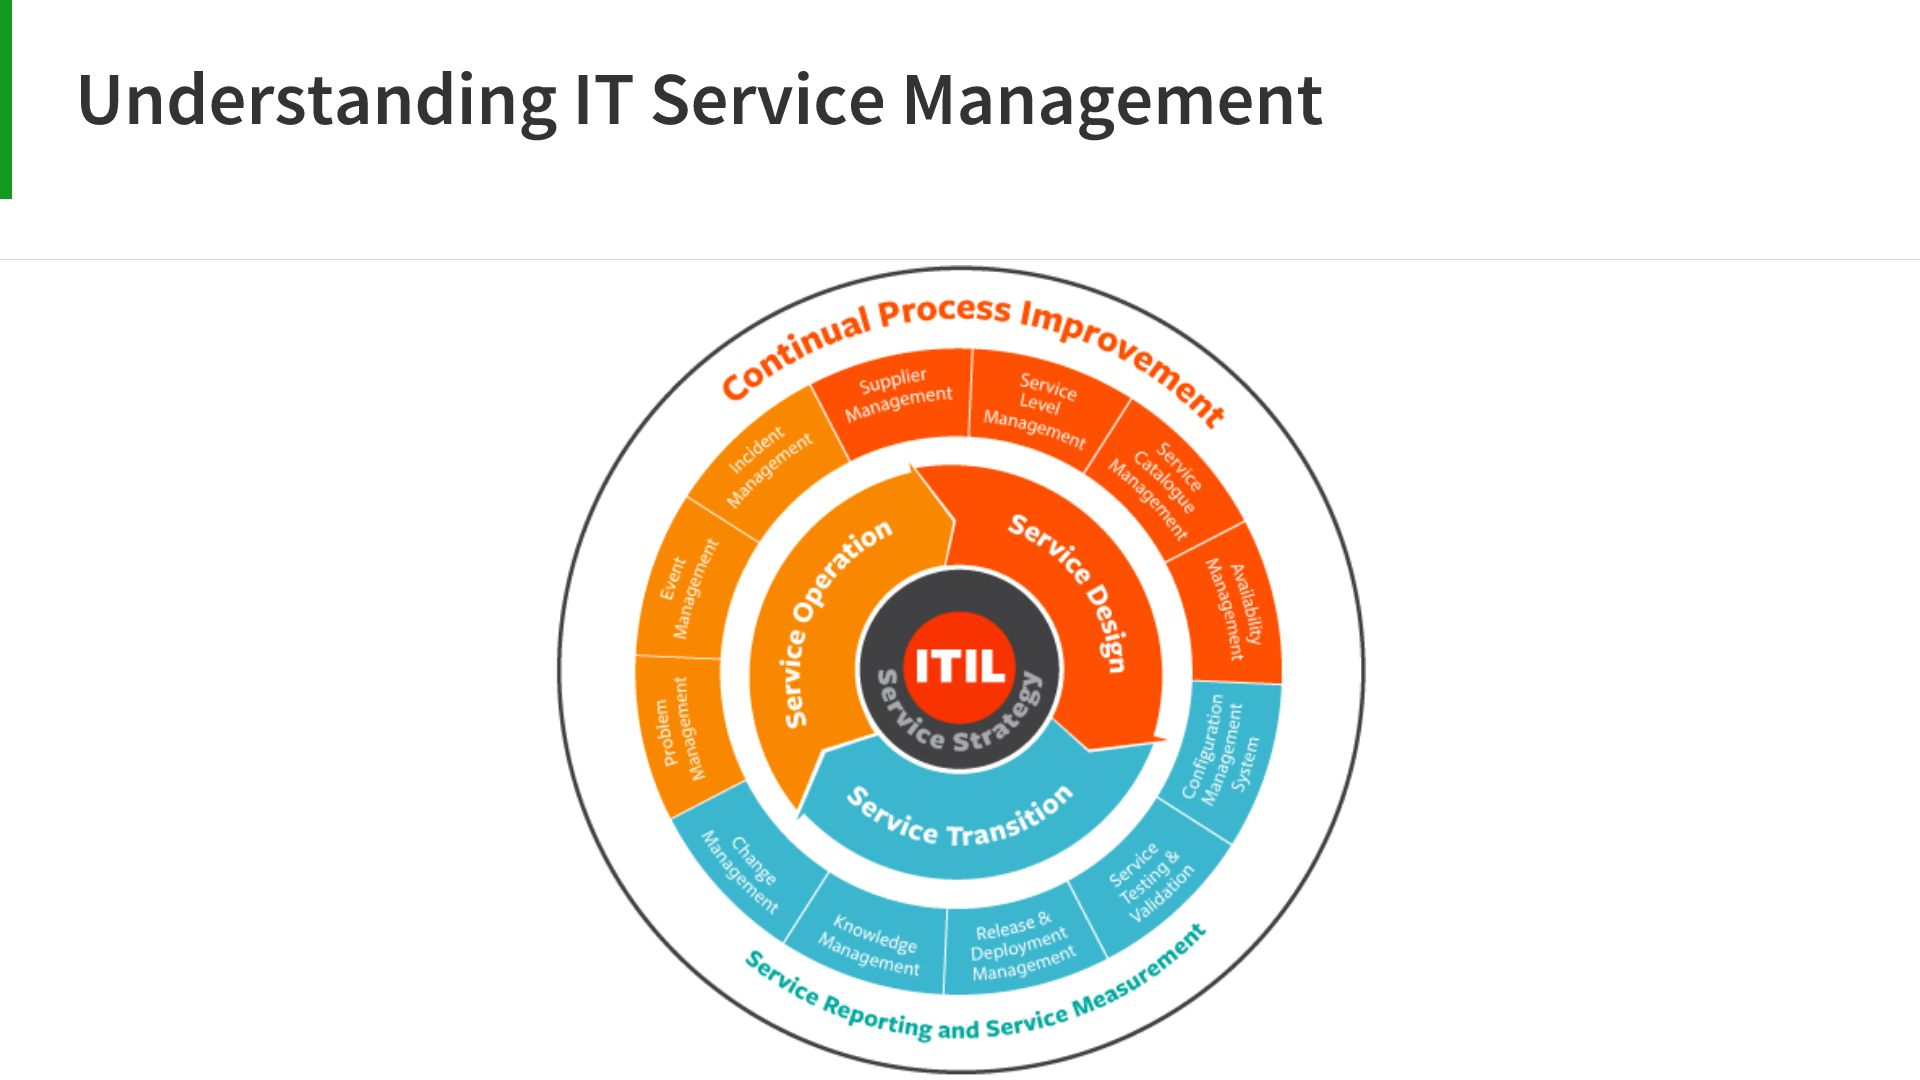 Understanding IT Service Management
Continual Process Improvement
Supplier
Management
Service
Level
Management
Service
Catalogue
Management
Availability
Management
Configuration
Management
System
Service
Testing &
Validation
Release &
Deployment
Management
Knowledge
Management
Change
Management
Problem
Management
Event
Management
Incident
Management
Service Operation
Service Design
Service Transition
ITIL
Service Strategy
Service Reporting and Service Measurement